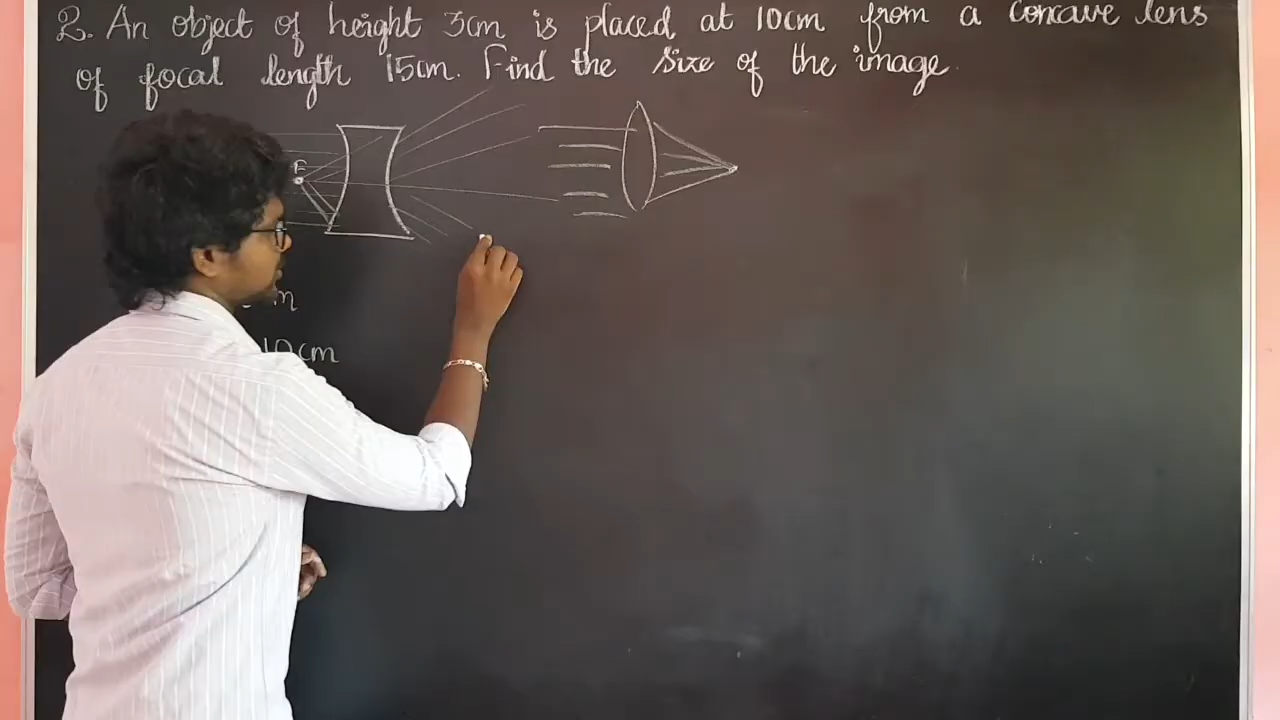 2. An object of height 3cm is placed at 10cm from a concave lens
of focal length 15cm. Find the size of the image.
F
cm
10cm